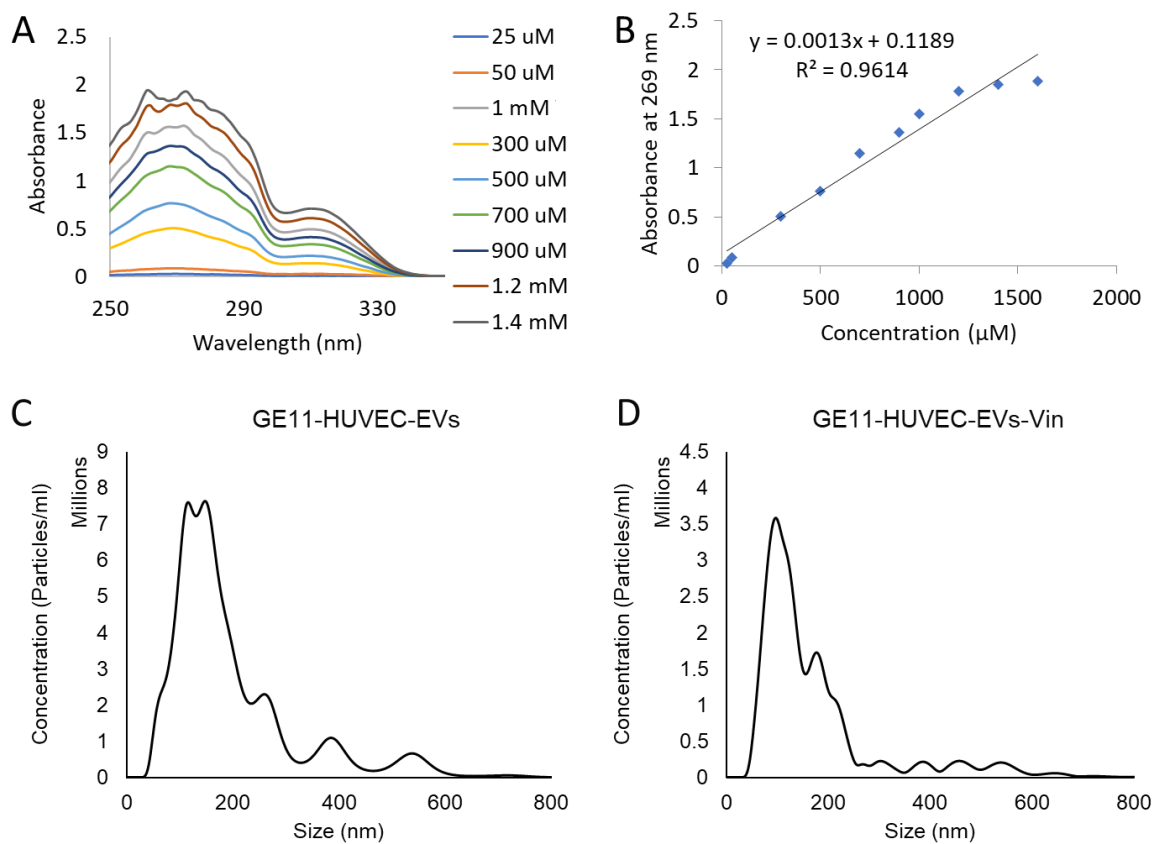 A
Absorbance
2.5
2
1.5
1
0.5
0
250
290
330
Wavelength (nm)
25 uM
50 uM
1 mM
300 uM
500 uM
700 uM
900 uM
1.2 mM
1.4 mM
B
Absorbance at 269 nm
2.5
2
1.5
1
0.5
0
y = 0.0013x + 0.1189
R² = 0.9614
0
500
1000
1500
2000
Concentration (µM)
C
GE11-HUVEC-EVs
Concentration (Particles/ml)
Millions
9
8
7
6
5
4
3
2
1
0
0
200
400
600
800
Size (nm)
D
GE11-HUVEC-EVs-Vin
Concentration (Particles/ml)
Millions
4.5
4
3.5
3
2.5
2
1.5
1
0.5
0
0
200
400
600
800
Size (nm)